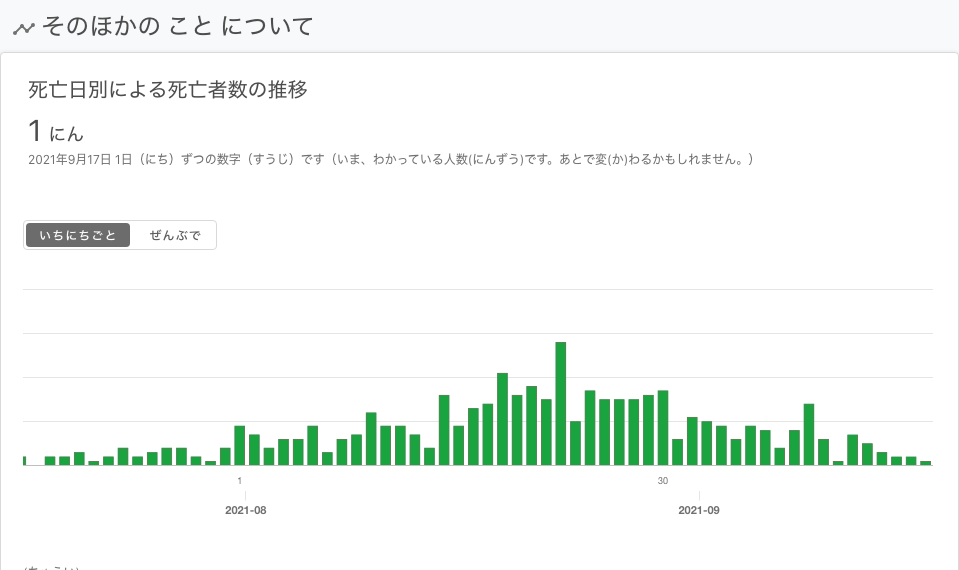 そのほかの こと について
死亡日別による死亡者数の推移
1 にん
2021年9月17日 1日（にち）ずつの数字（すうじ）です（いま、わかっている人数(にんずう)です。あとで変(か)わるかもしれません。）
いちにちごと ぜんぶで
1 30
2021-08 2021-09